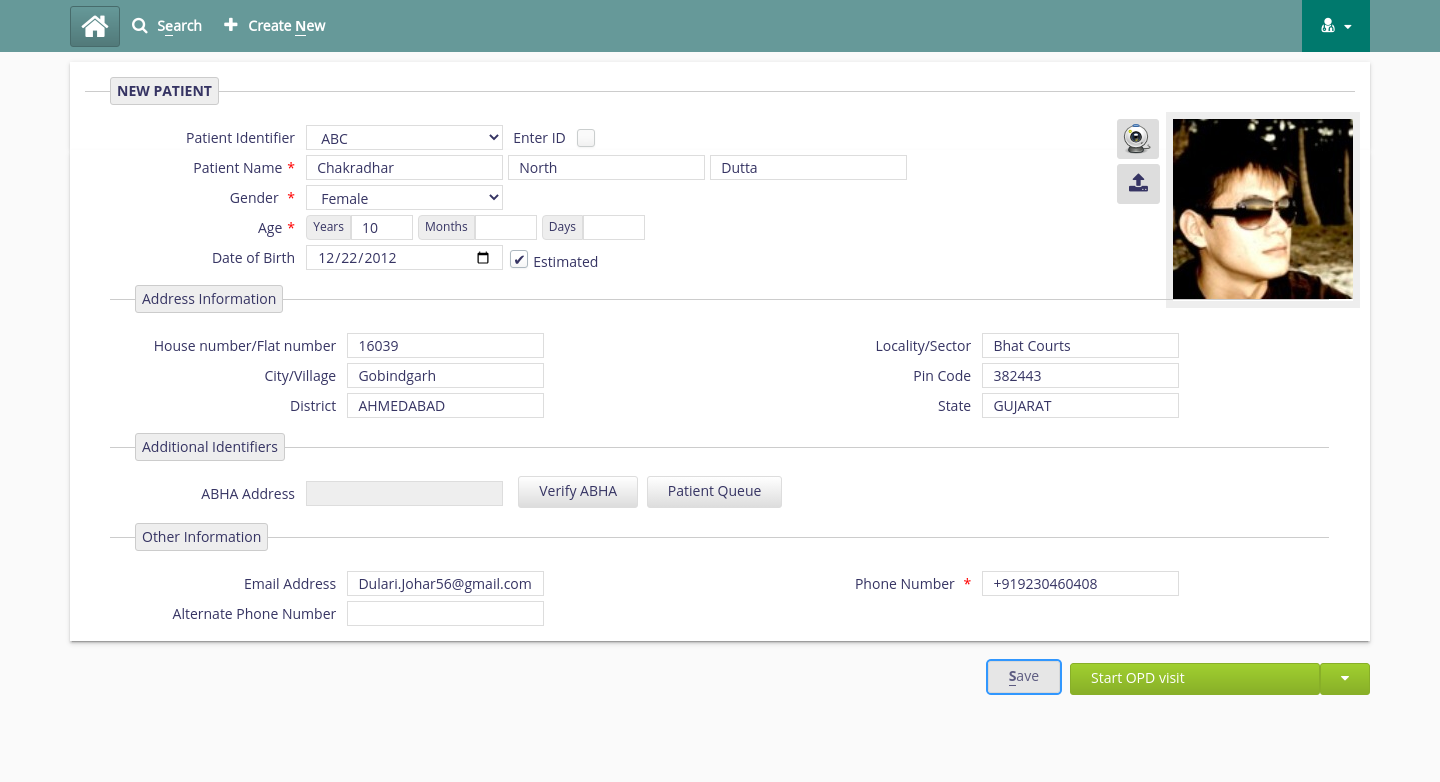 Search Create New
NEW PATIENT
Patient Identifier ABC Enter ID
Patient Name * Chakradhar North Dutta
Gender * Female
Age * Years 10 Months Days
Date of Birth 12/22/2012 Estimated
Address Information
House number/Flat number 16039 Locality/Sector Bhat Courts
City/Village Gobindgarh Pin Code 382443
District AHMEDABAD State GUJARAT
Additional Identifiers
ABHA Address Verify ABHA Patient Queue
Other Information
Email Address Dulari.Johar56@gmail.com Phone Number * +919230460408
Alternate Phone Number
Save Start OPD visit